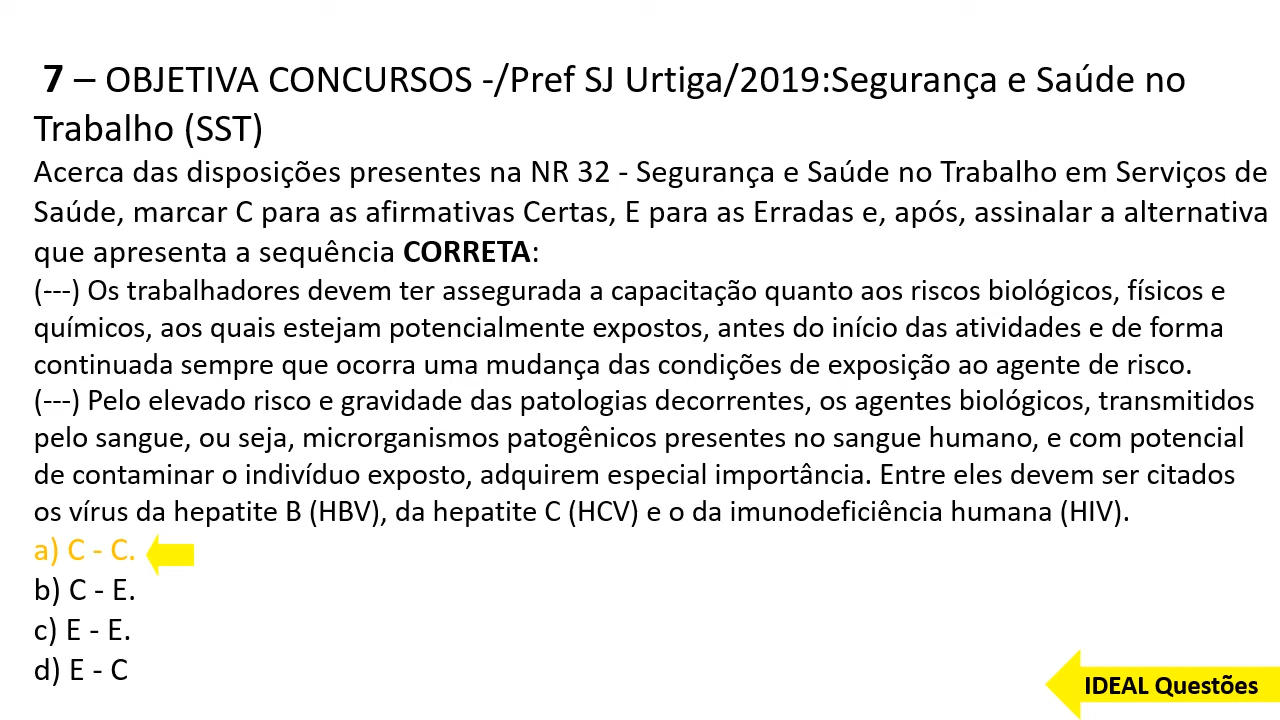 7 – OBJETIVA CONCURSOS -/Pref SJ Urtiga/2019:Segurança e Saúde no
Trabalho (SST)
Acerca das disposições presentes na NR 32 - Segurança e Saúde no Trabalho em Serviços de
Saúde, marcar C para as afirmativas Certas, E para as Erradas e, após, assinalar a alternativa
que apresenta a sequência CORRETA:
(---) Os trabalhadores devem ter assegurada a capacitação quanto aos riscos biológicos, físicos e
químicos, aos quais estejam potencialmente expostos, antes do início das atividades e de forma
continuada sempre que ocorra uma mudança das condições de exposição ao agente de risco.
(---) Pelo elevado risco e gravidade das patologias decorrentes, os agentes biológicos, transmitidos
pelo sangue, ou seja, microrganismos patogênicos presentes no sangue humano, e com potencial
de contaminar o indivíduo exposto, adquirem especial importância. Entre eles devem ser citados
os vírus da hepatite B (HBV), da hepatite C (HCV) e o da imunodeficiência humana (HIV).
a) C - C.
b) C - E.
c) E - E.
d) E - C
IDEAL Questões